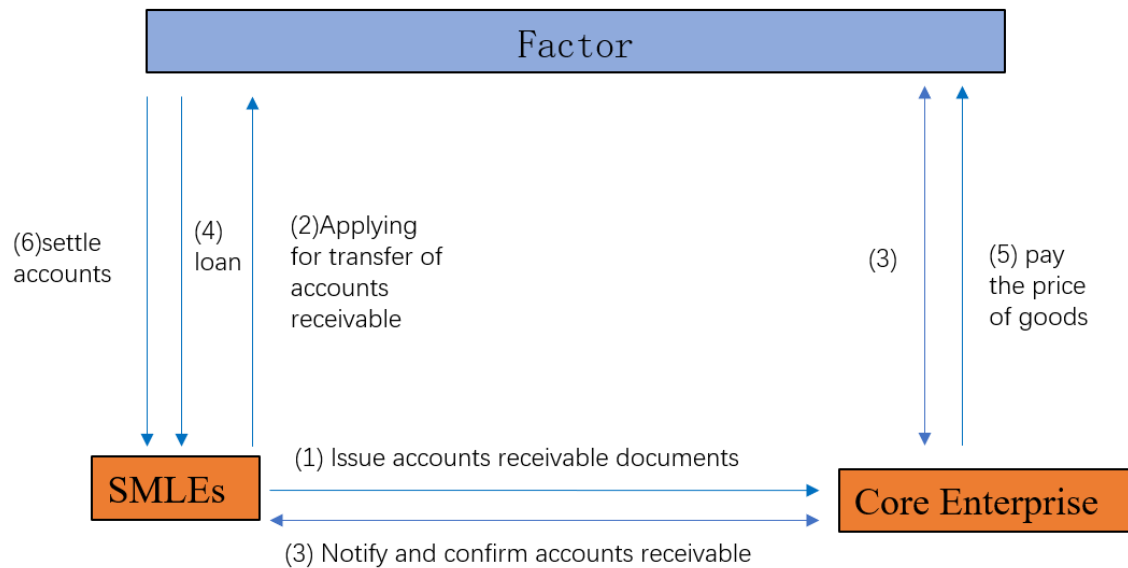 Factor
(6)settle
accounts
(4)
loan
(2)Applying
for transfer of
accounts
receivable
(3)
(5) pay
the price
of goods
(1) Issue accounts receivable documents
SMLEs
Core Enterprise
(3) Notify and confirm accounts receivable